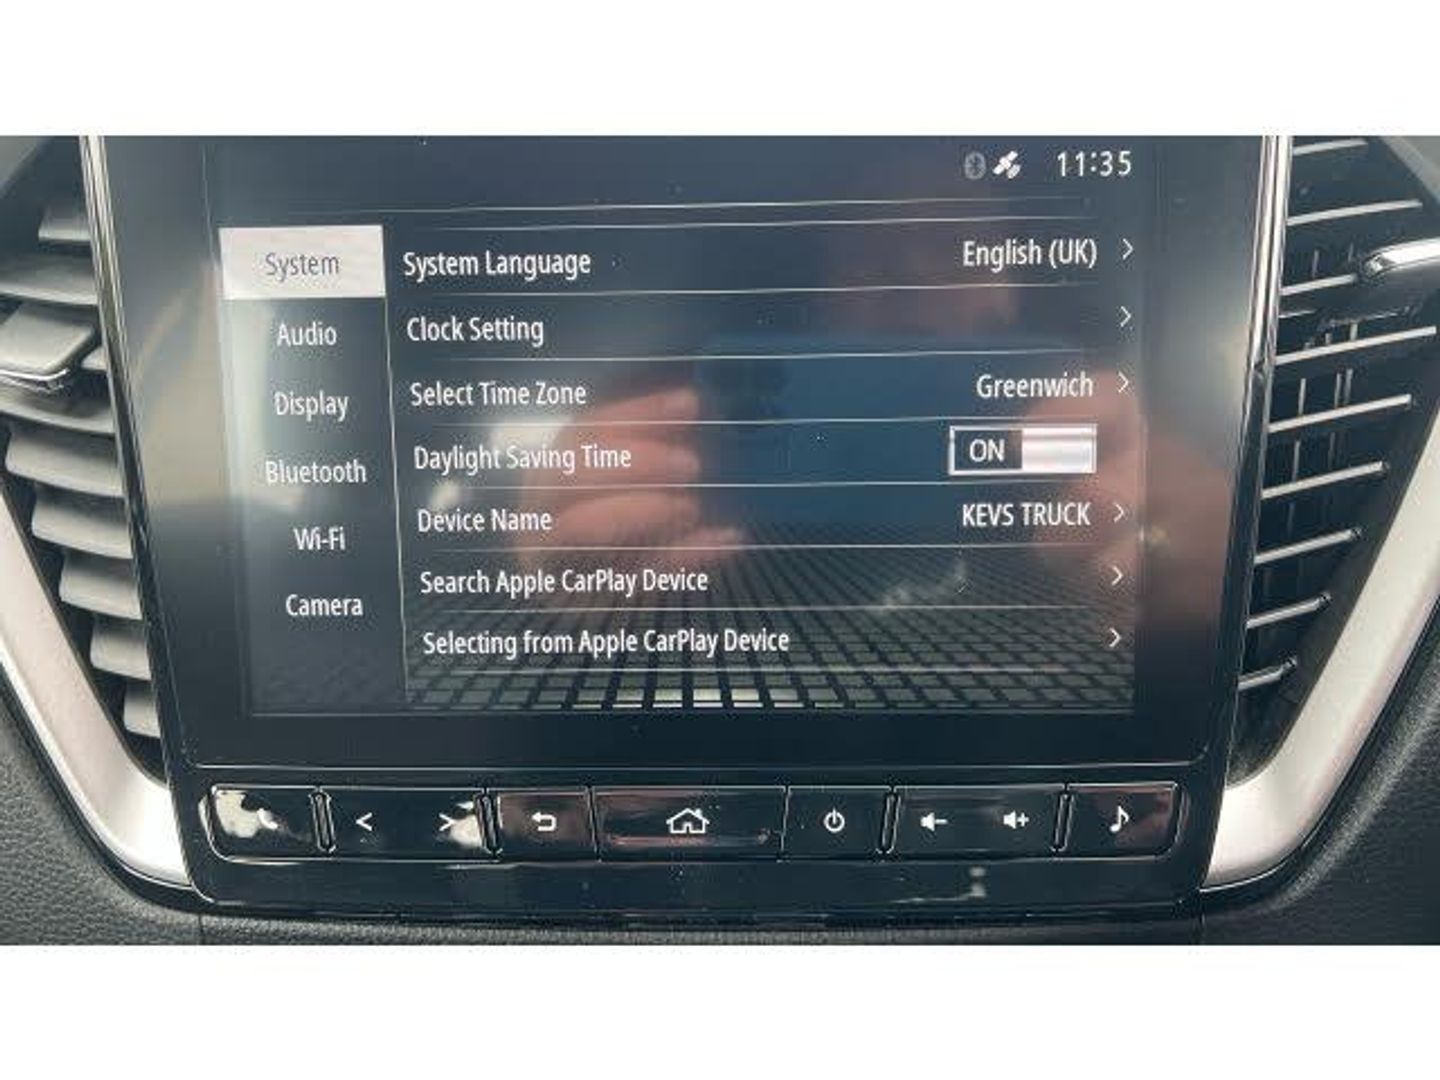 11:35
System
System Language English (UK) >
Audio
Clock Setting >
Select Time Zone Greenwich >
Display
Daylight Saving Time ON
Bluetooth
Device Name KEVS TRUCK >
Wi-Fi
Search Apple CarPlay Device >
Camera
Selecting from Apple CarPlay Device >